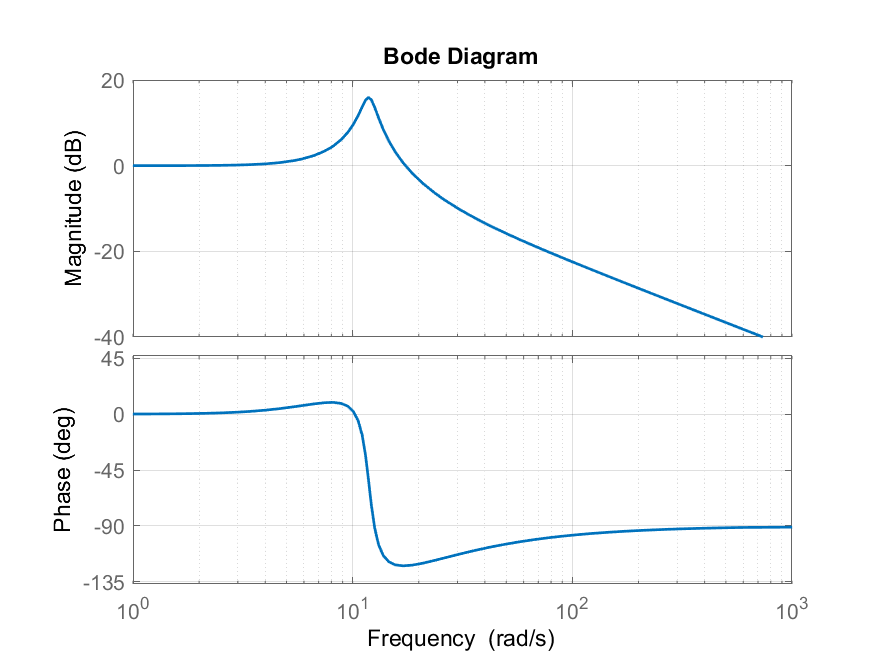 Bode Diagram
Magnitude (dB)
20
0
-20
-40
Phase (deg)
45
0
-45
-90
-135
10^0 10^1 10^2 10^3
Frequency (rad/s)